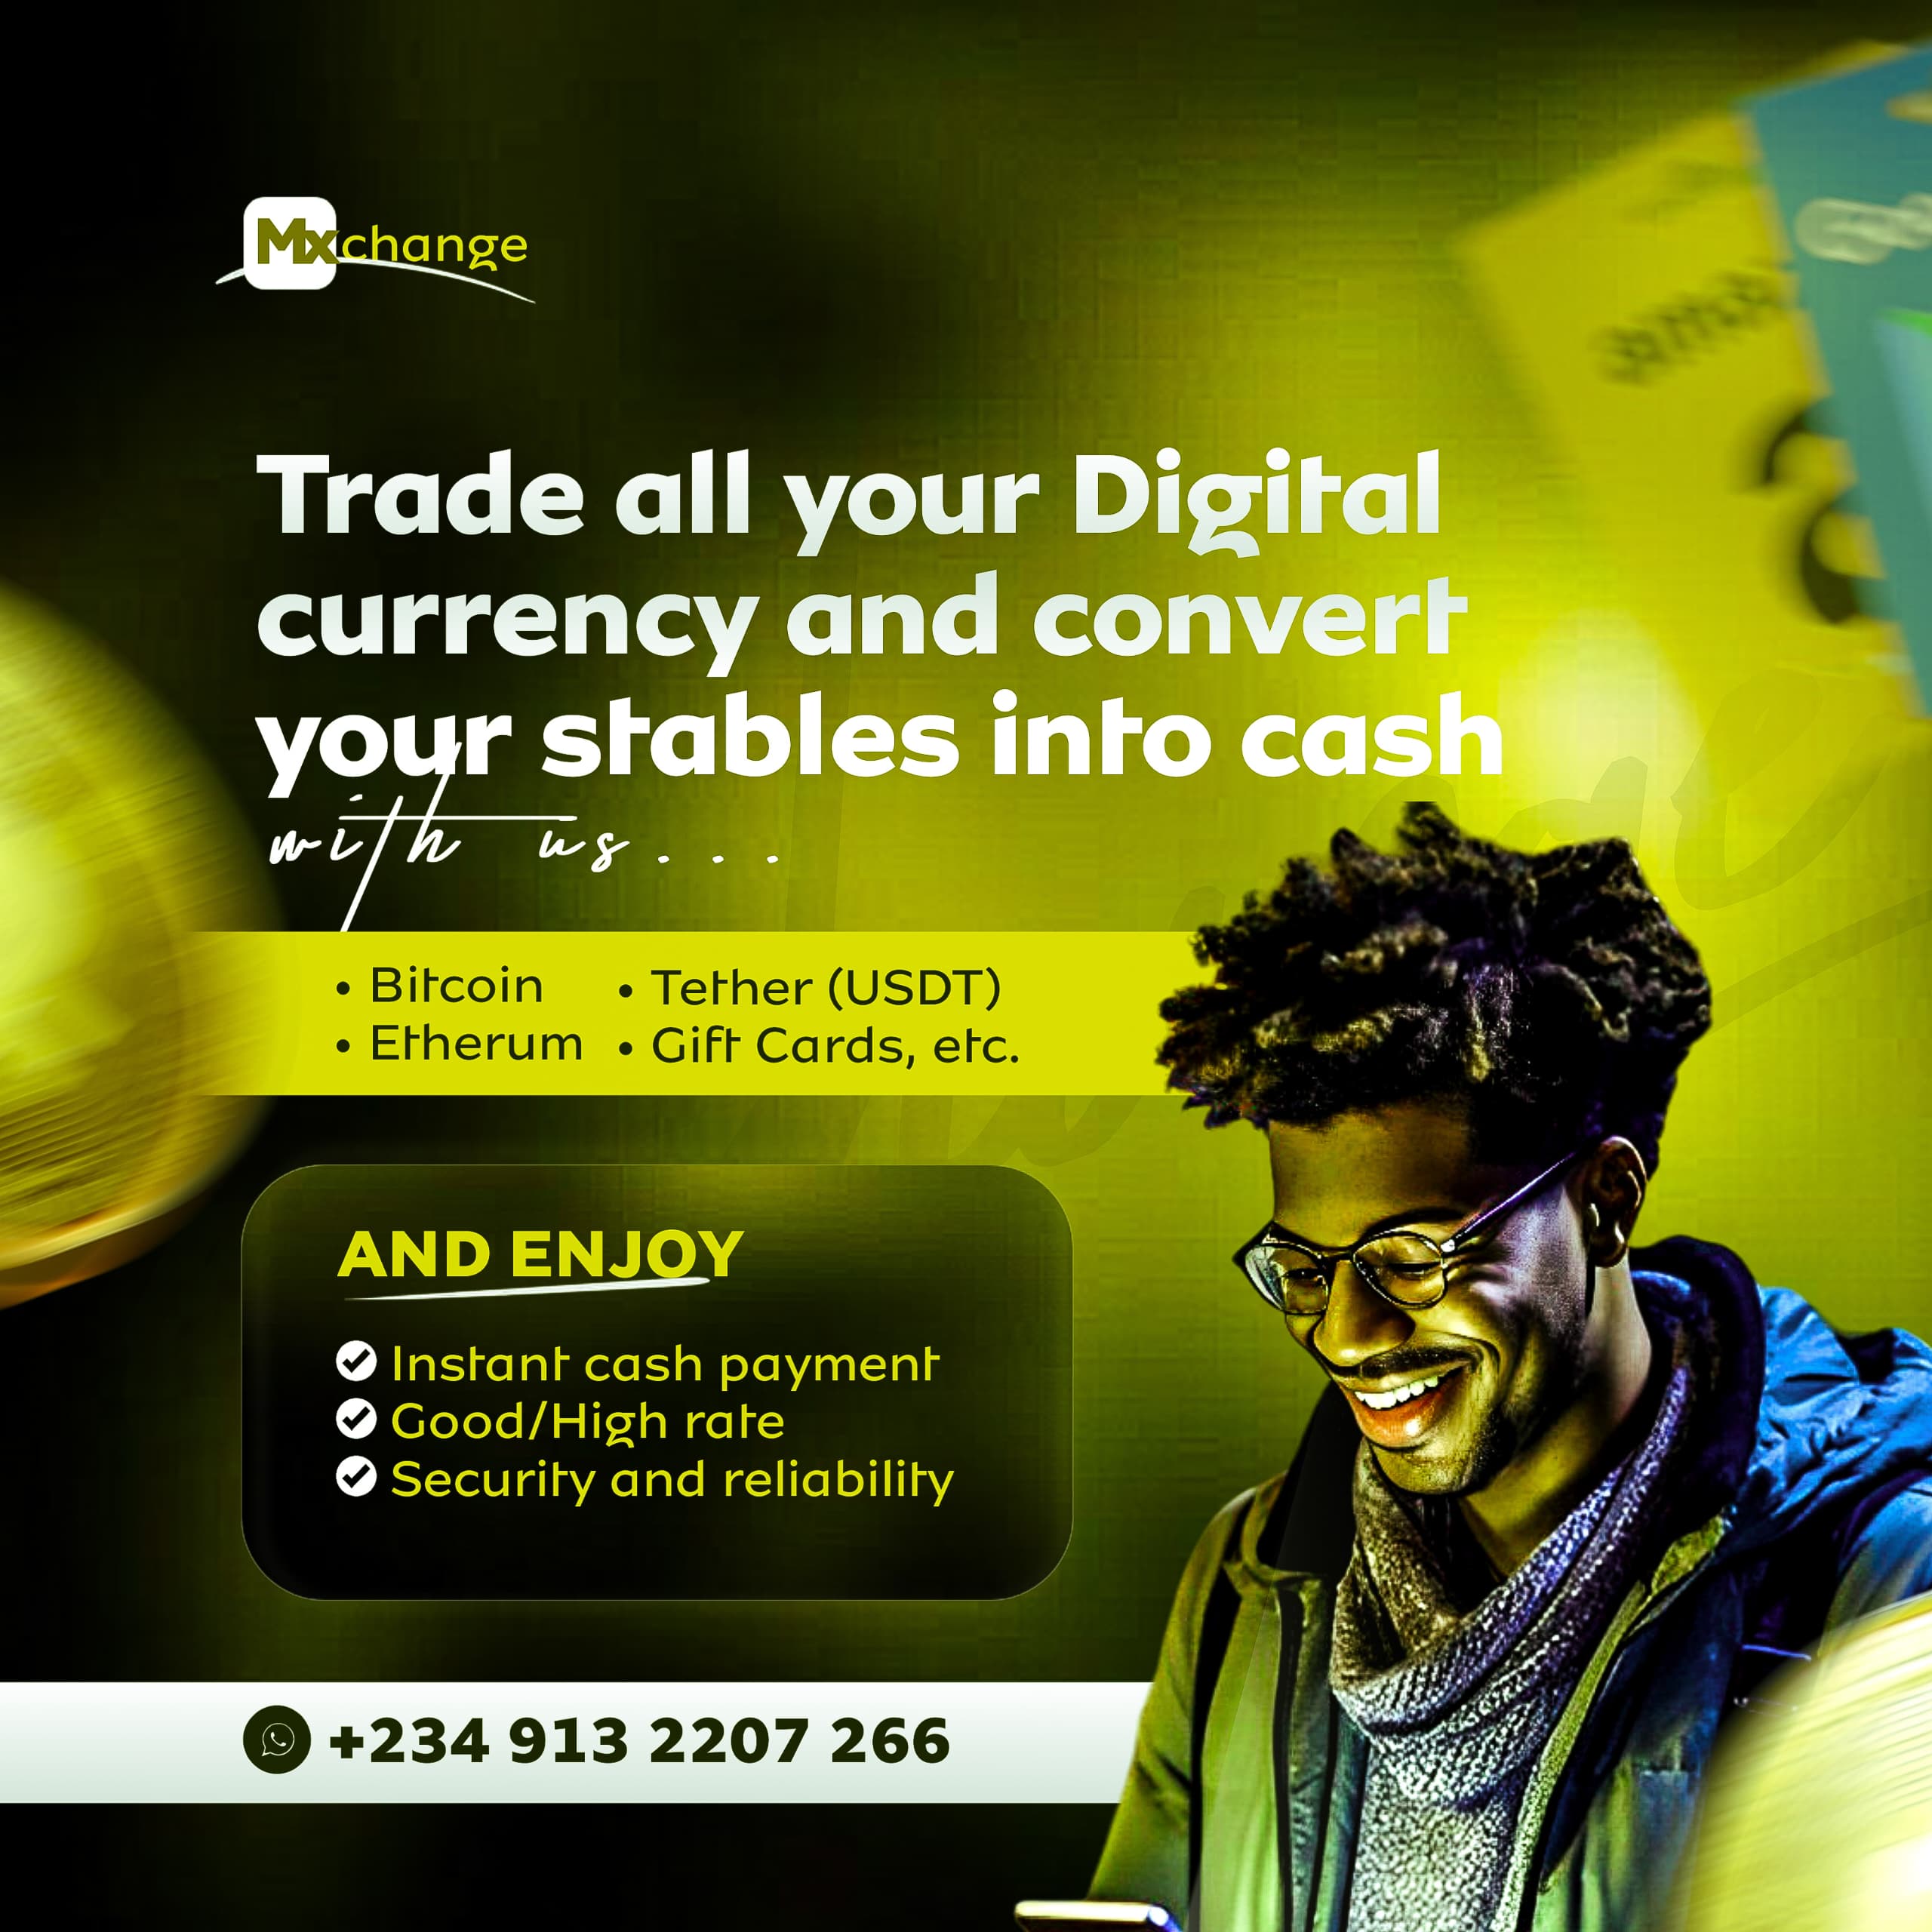 Mxchange
Trade all your Digital
currency and convert
your stables into cash
with us...
• Bitcoin
• Etherum
• Tether (USDT)
• Gift Cards, etc.
AND ENJOY
Instant cash payment
Good/High rate
Security and reliability
+234 913 2207 266